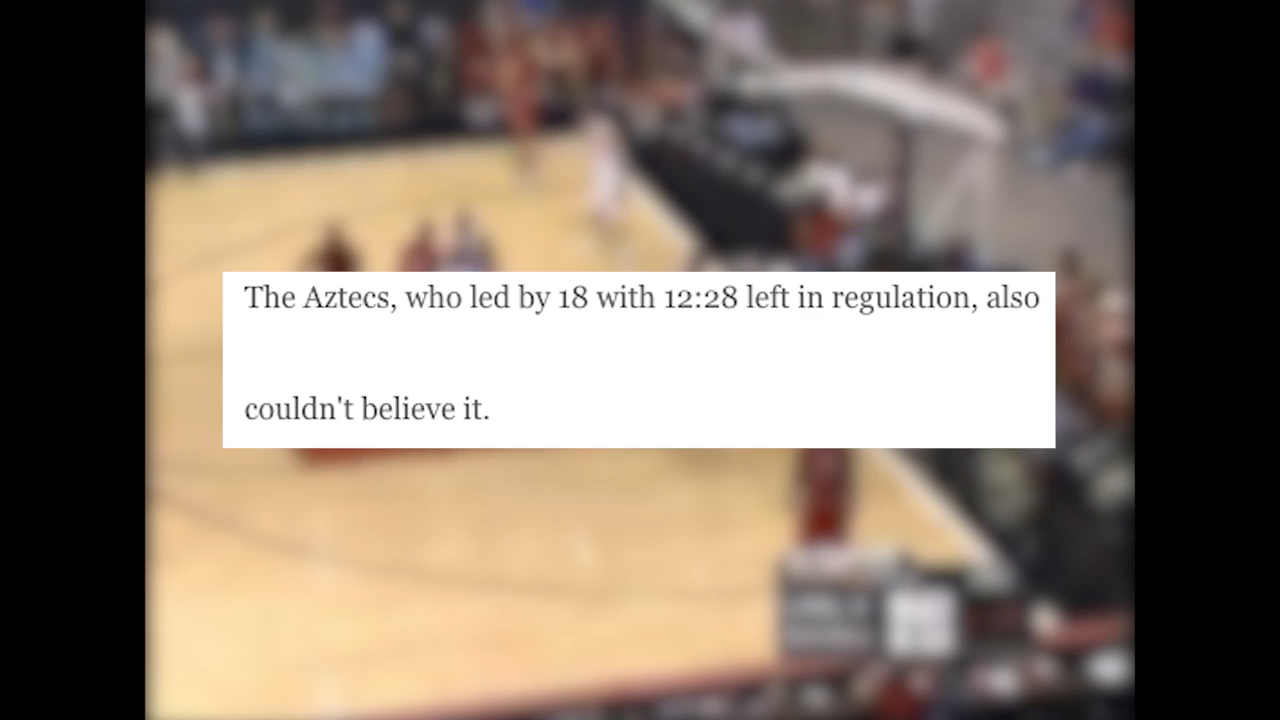 The Aztecs, who led by 18 with 12:28 left in regulation, also
couldn't believe it.